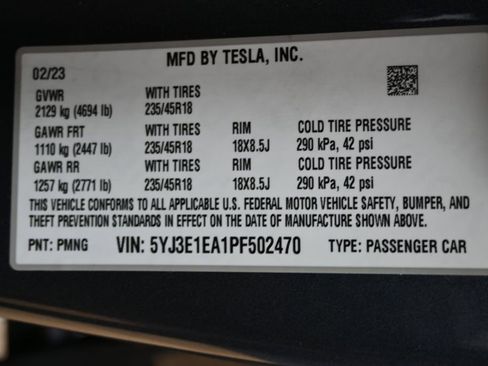 MFD BY TESLA, INC.
02/23
GVWR WITH TIRES
2129 kg (4694 lb) 235/45R18
GAWR FRT WITH TIRES RIM COLD TIRE PRESSURE
1110 kg (2447 lb) 235/45R18 18X8.5J 290 kPa, 42 psi
GAWR RR WITH TIRES RIM COLD TIRE PRESSURE
1257 kg (2771 lb) 235/45R18 18X8.5J 290 kPa, 42 psi
THIS VEHICLE CONFORMS TO ALL APPLICABLE U.S. FEDERAL MOTOR VEHICLE SAFETY, BUMPER, AND
THEFT PREVENTION STANDARDS IN EFFECT ON THE DATE OF MANUFACTURE SHOWN ABOVE.
PNT: PMNG VIN: 5YJ3E1EA1PF502470 TYPE: PASSENGER CAR